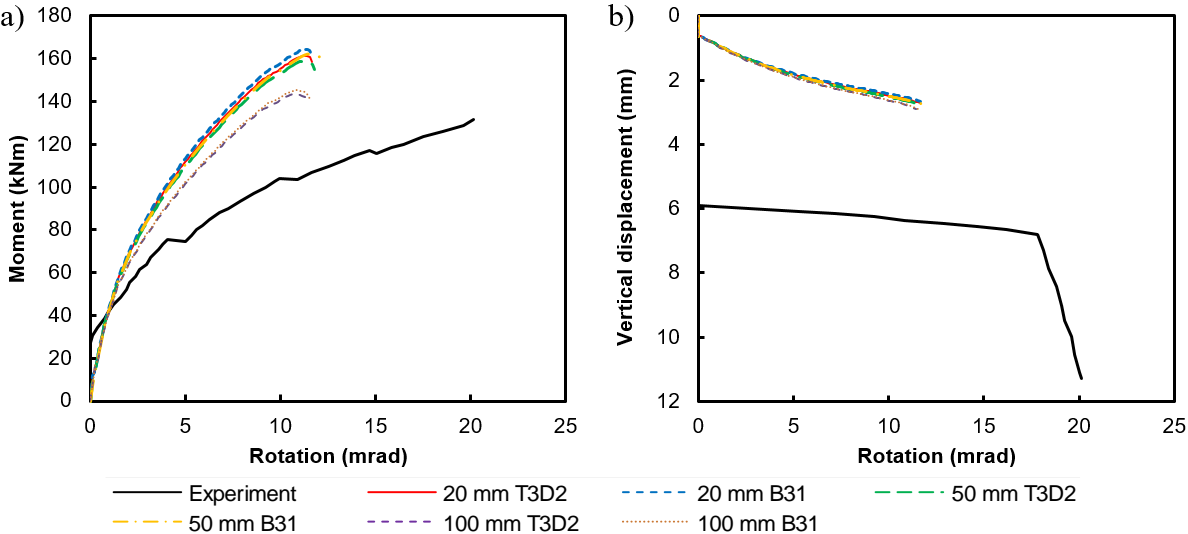 a)
180
160
140
120
100
80
60
40
20
0
Moment (kNm)
0 5 10 15 20 25
Rotation (mrad)
b)
0
2
4
6
8
10
12
Vertical displacement (mm)
0 5 10 15 20 25
Rotation (mrad)
Experiment 20 mm T3D2 20 mm B31 50 mm T3D2
50 mm B31 100 mm T3D2 100 mm B31